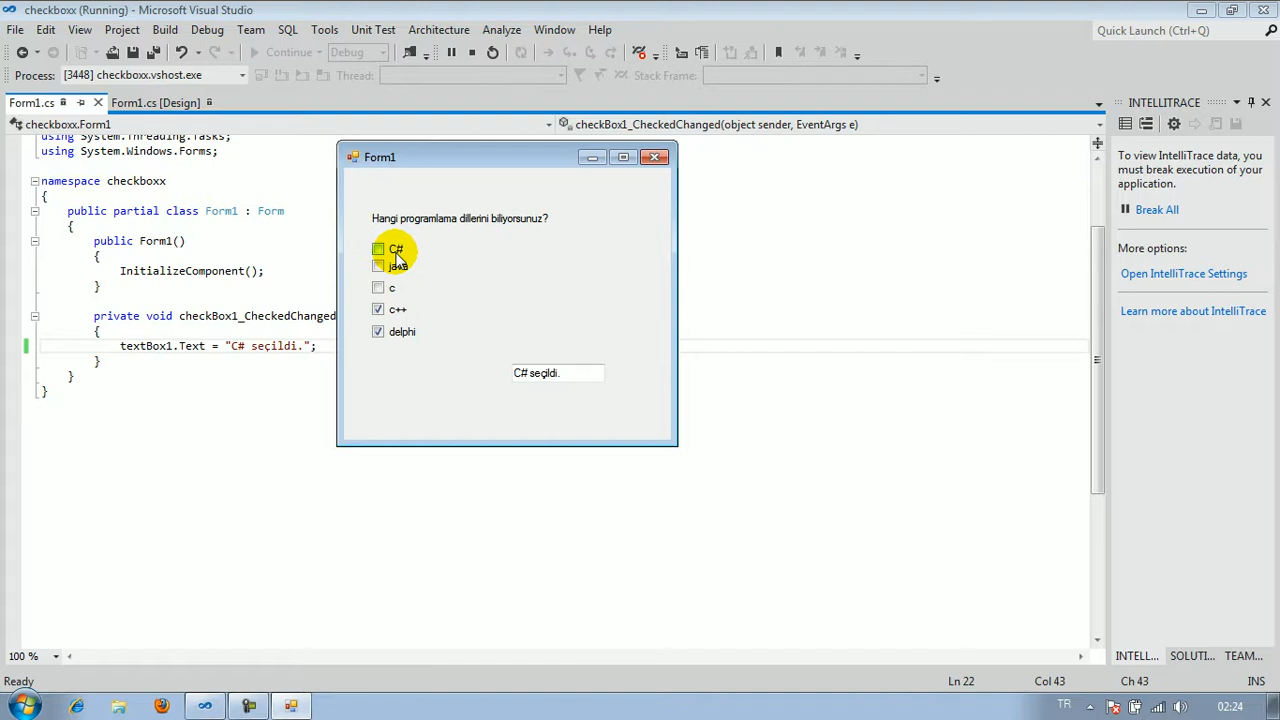 checkboxx (Running) - Microsoft Visual Studio
File Edit View Project Build Debug Team SQL Tools Unit Test Architecture Analyze Window Help
Quick Launch (Ctrl+Q)
Continue Debug
Process: [3448] checkboxx.vshost.exe Thread: Stack Frame:
Form1.cs Form1.cs [Design]
checkboxx.Form1 checkBox1_CheckedChanged(object sender, EventArgs e)
using System.Threading.Tasks;
using System.Windows.Forms;
namespace checkboxx
{
public partial class Form1 : Form
{
public Form1()
{
InitializeComponent();
}
private void checkBox1_CheckedChanged
{
textBox1.Text = "C# seçildi.";
}
}
}
Form1
Hangi programlama dillerini biliyorsunuz?
C#
java
c
c++
delphi
C# seçildi.
INTELLITRACE
To view IntelliTrace data, you must break execution of your application.
Break All
More options:
Open IntelliTrace Settings
Learn more about IntelliTrace
100 %
INTELL... SOLUTI... TEAM...
Ready Ln 22 Col 43 Ch 43 INS
TR 02:24